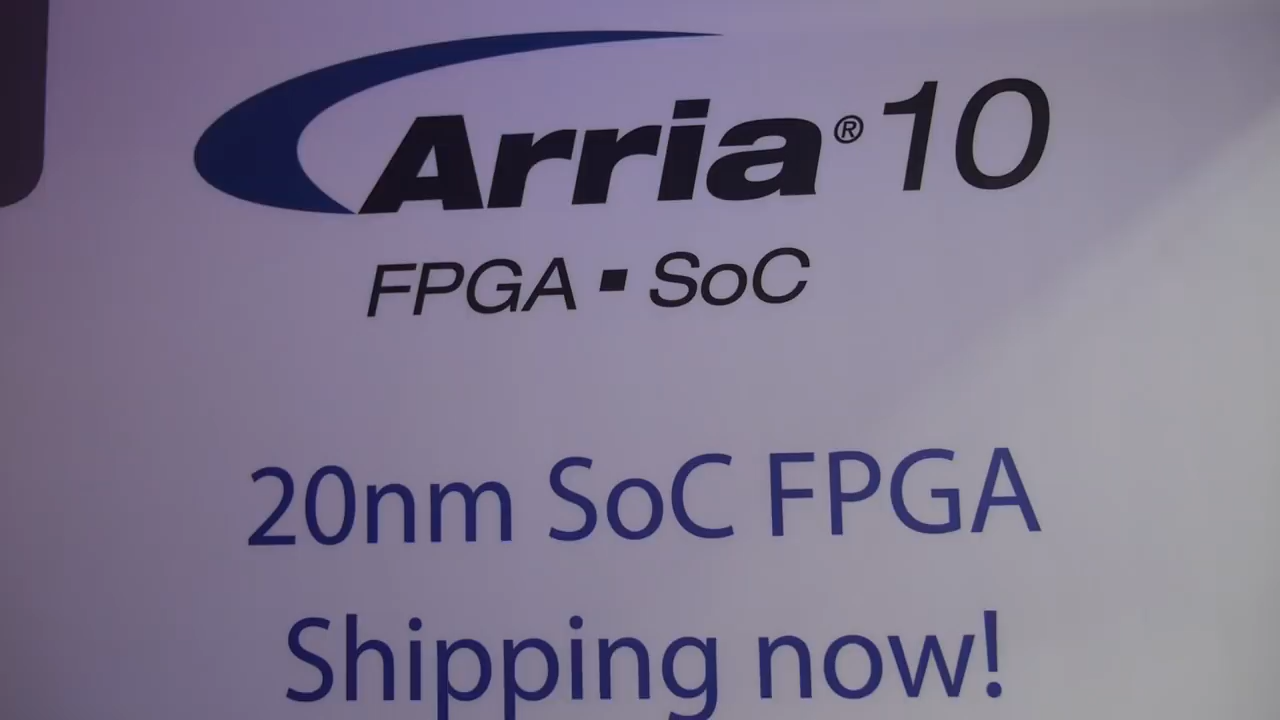 Arria® 10
FPGA ▪ SoC
20nm SoC FPGA
Shipping now!